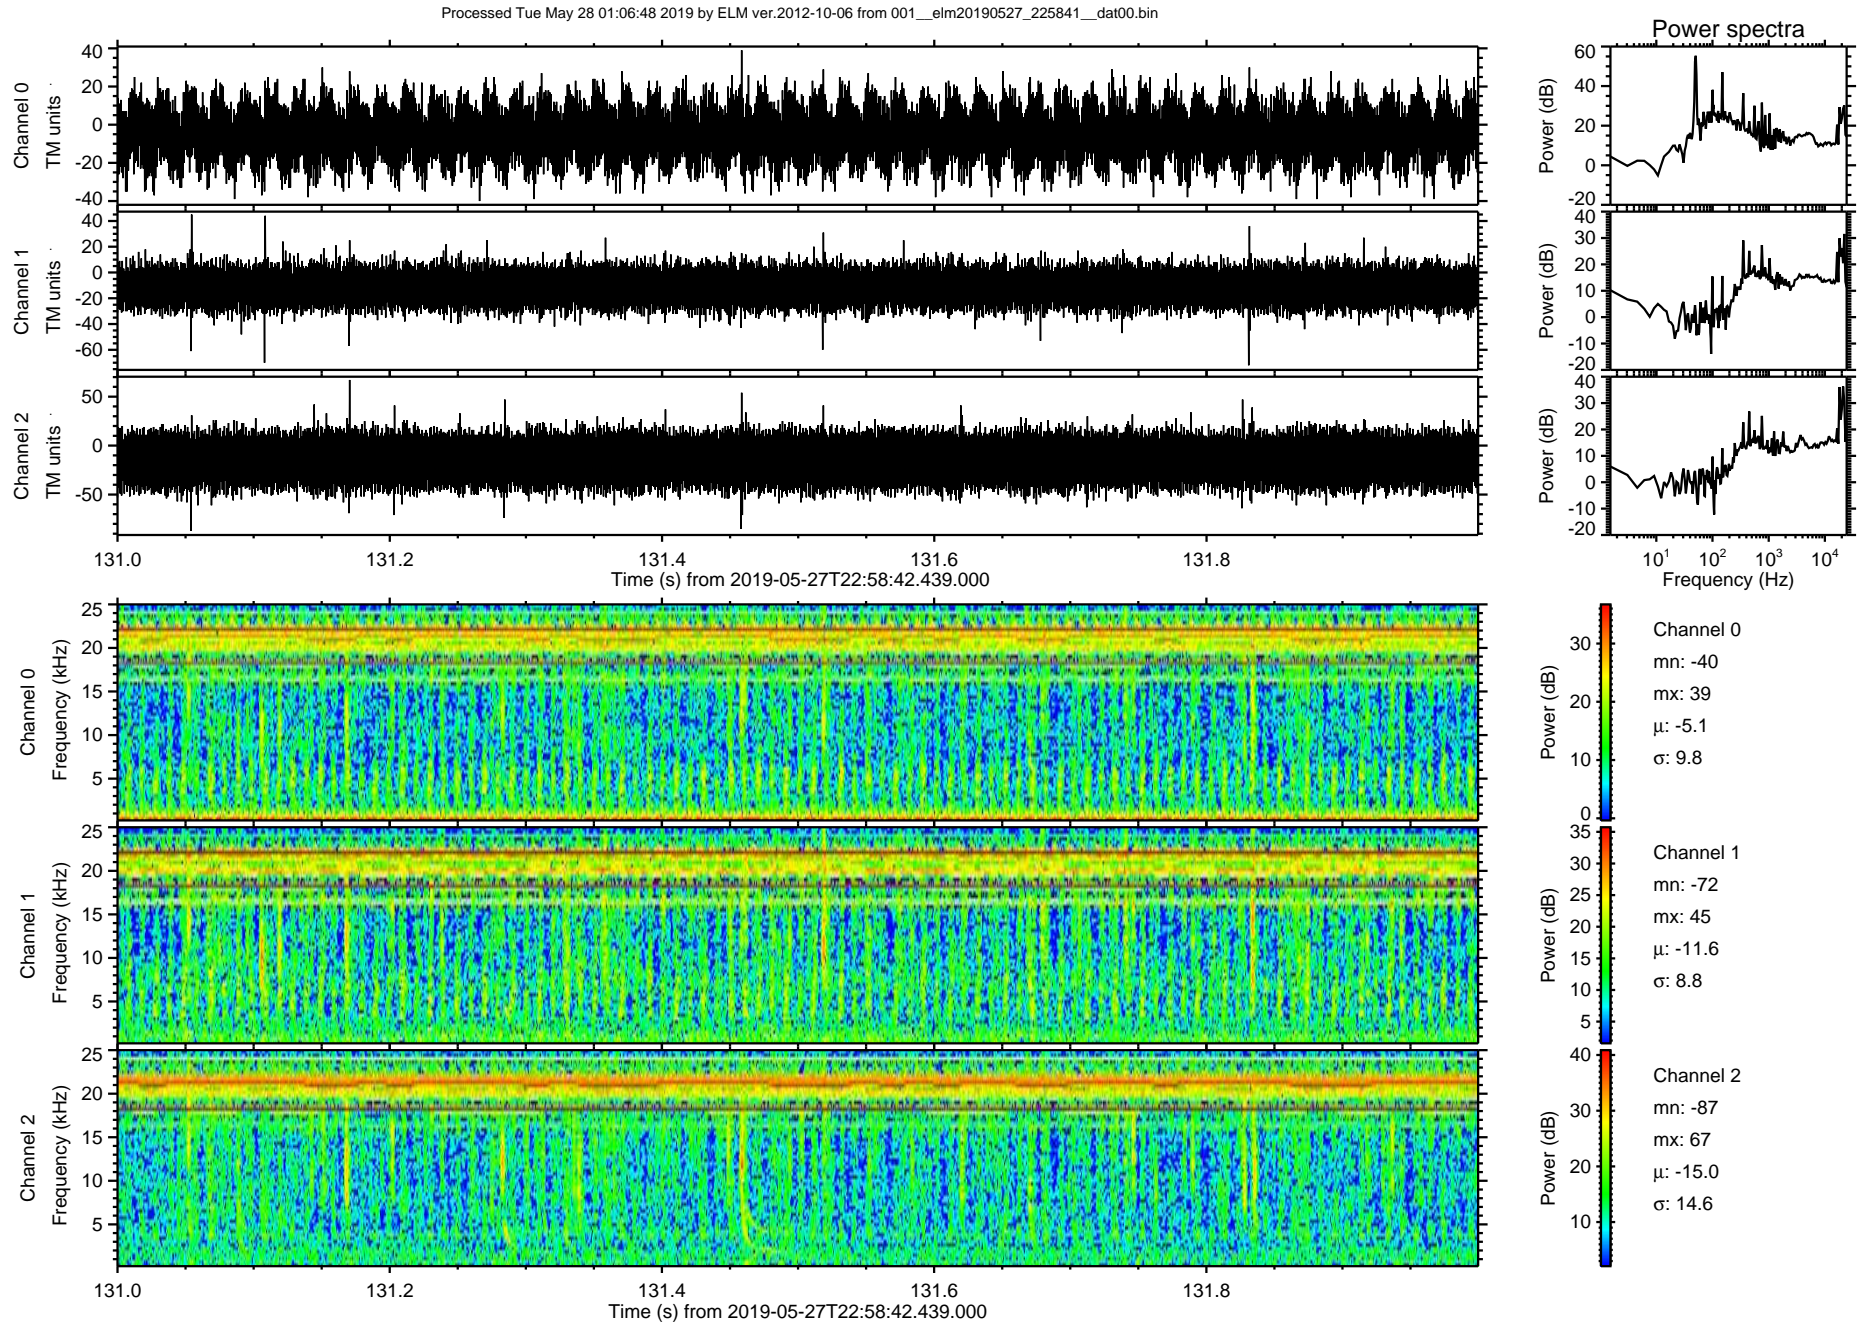 Processed Tue May 28 01:06:48 2019 by ELM ver.2012-10-06 from 001__elm20190527_225841__dat00.bin
Power spectra
Channel 0
TM units
40
20
0
-20
-40
Power (dB)
60
40
20
0
-20
Channel 1
TM units
40
20
0
-20
-40
-60
Power (dB)
40
30
20
10
0
-10
-20
Channel 2
TM units
50
0
-50
Power (dB)
40
30
20
10
0
-10
-20
131.0 131.2 131.4 131.6 131.8
Time (s) from 2019-05-27T22:58:42.439.000
10¹ 10² 10³ 10⁴
Frequency (Hz)
Channel 0
Frequency (kHz)
25
20
15
10
5
Power (dB)
30
20
10
0
Channel 0
mn: -40
mx: 39
μ: -5.1
σ: 9.8
Channel 1
Frequency (kHz)
25
20
15
10
5
Power (dB)
35
30
25
20
15
10
5
Channel 1
mn: -72
mx: 45
μ: -11.6
σ: 8.8
Channel 2
Frequency (kHz)
25
20
15
10
5
Power (dB)
40
30
20
10
Channel 2
mn: -87
mx: 67
μ: -15.0
σ: 14.6
131.0 131.2 131.4 131.6 131.8
Time (s) from 2019-05-27T22:58:42.439.000